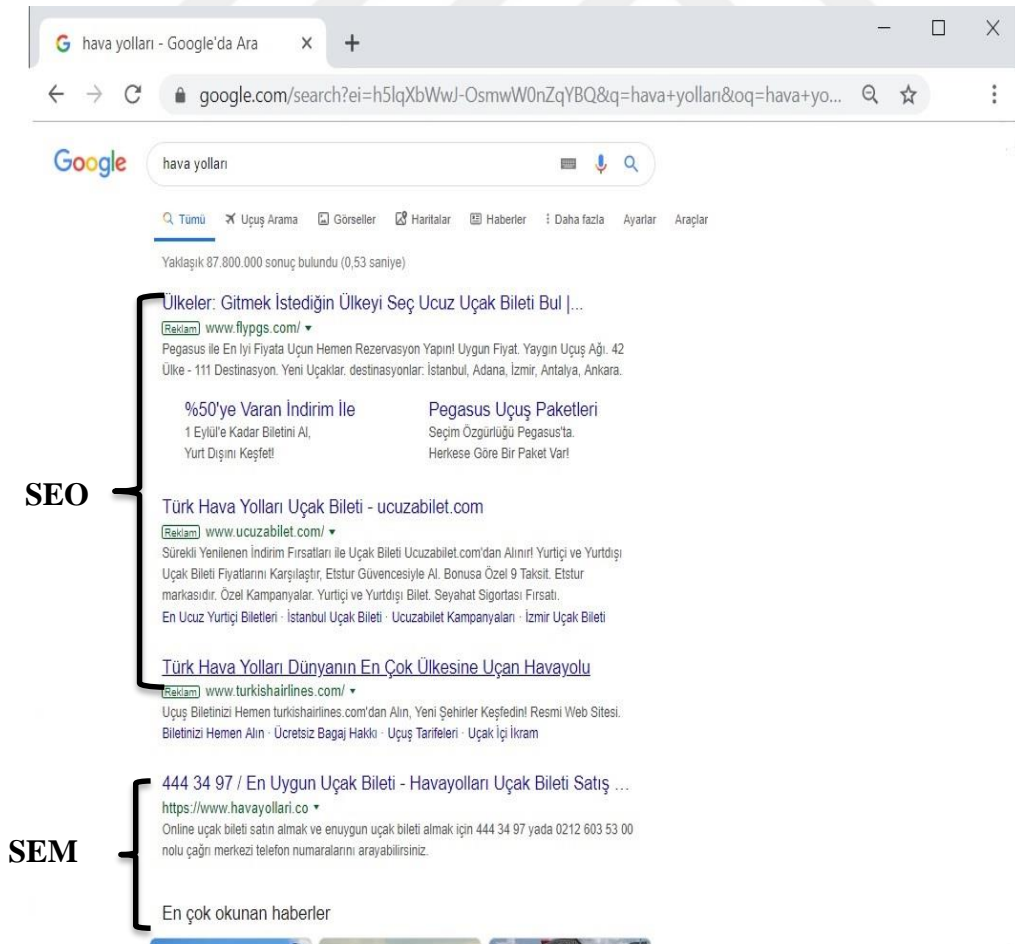 hava yolları - Google'da Ara
google.com/search?ei=h5lqXbWwJ-OsmwW0nZqYBQ&q=hava+yolları&oq=hava+yo...
Google
hava yolları
Tümü Uçuş Arama Görseller Haritalar Haberler Daha fazla Ayarlar Araçlar
Yaklaşık 87.800.000 sonuç bulundu (0,53 saniye)
SEO
Ülkeler: Gitmek İstediğin Ülkeyi Seç Ucuz Uçak Bileti Bul |...
Reklam www.flypgs.com/
Pegasus ile En Iyi Fiyata Uçun Hemen Rezervasyon Yapın! Uygun Fiyat. Yaygın Uçuş Ağı. 42
Ülke - 111 Destinasyon. Yeni Uçaklar. destinasyonlar: İstanbul, Adana, İzmir, Antalya, Ankara.
%50'ye Varan İndirim İle
1 Eylül'e Kadar Biletini Al,
Yurt Dışını Keşfet!
Pegasus Uçuş Paketleri
Seçim Özgürlüğü Pegasus'ta.
Herkese Göre Bir Paket Var!
Türk Hava Yolları Uçak Bileti - ucuzabilet.com
Reklam www.ucuzabilet.com/
Sürekli Yenilenen İndirim Fırsatları ile Uçak Bileti Ucuzabilet.com'dan Alınır! Yurtiçi ve Yurtdışı
Uçak Bileti Fiyatlarını Karşılaştır, Etstur Güvencesiyle Al. Bonusa Özel 9 Taksit. Etstur
markasıdır. Özel Kampanyalar. Yurtiçi ve Yurtdışı Bilet. Seyahat Sigortası Fırsatı.
En Ucuz Yurtiçi Biletleri · İstanbul Uçak Bileti · Ucuzabilet Kampanyaları · İzmir Uçak Bileti
Türk Hava Yolları Dünyanın En Çok Ülkesine Uçan Havayolu
Reklam www.turkishairlines.com/
Uçuş Biletinizi Hemen turkishairlines.com'dan Alın, Yeni Şehirler Keşfedin! Resmi Web Sitesi.
Biletinizi Hemen Alın · Ücretsiz Bagaj Hakkı · Uçuş Tarifeleri · Uçak İçi İkram
SEM
444 34 97 / En Uygun Uçak Bileti - Havayolları Uçak Bileti Satış ...
https://www.havayollari.co
Online uçak bileti satın almak ve enuygun uçak bileti almak için 444 34 97 yada 0212 603 53 00
nolu çağrı merkezi telefon numaralarını arayabilirsiniz.
En çok okunan haberler